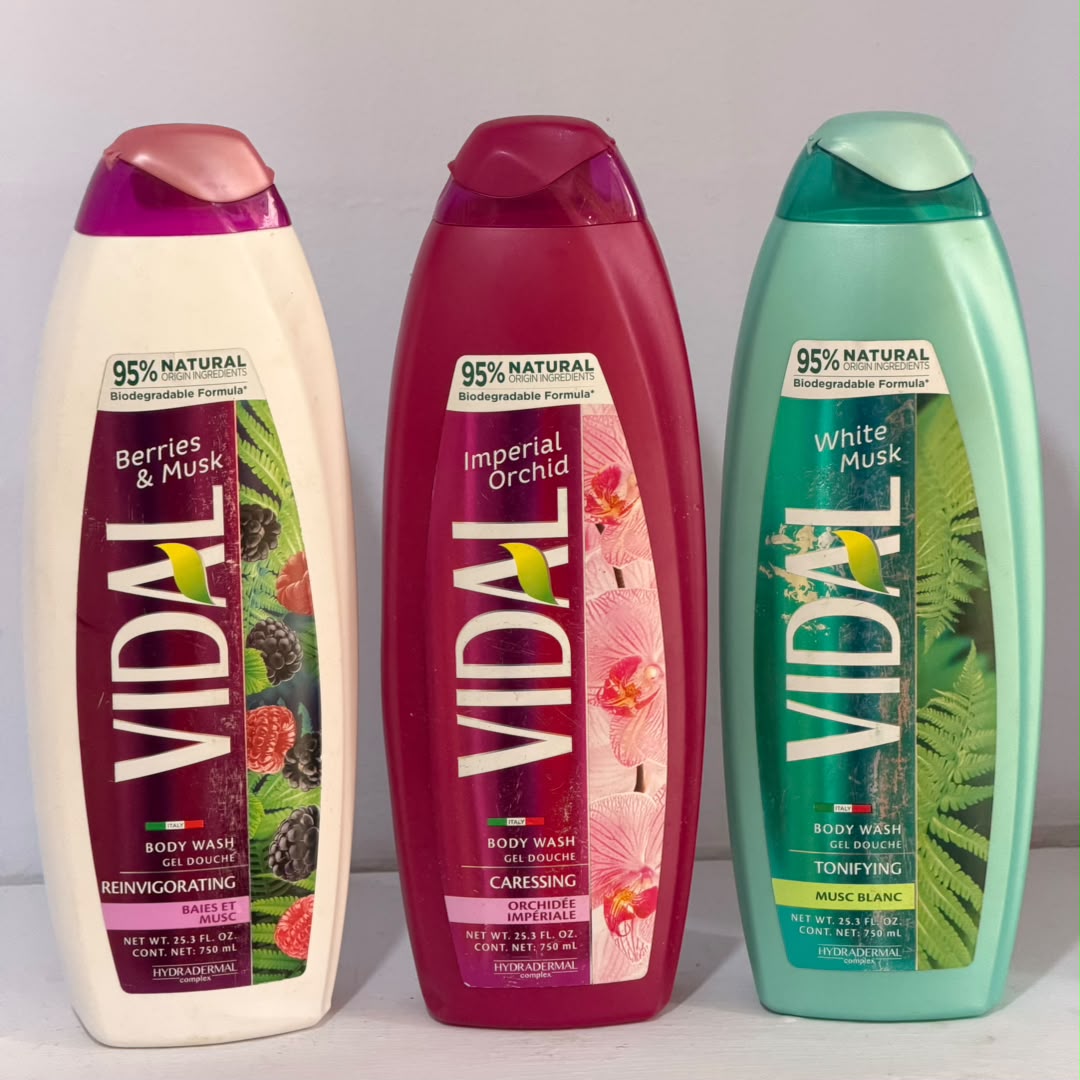 95% NATURAL
ORIGIN INGREDIENTS
Biodegradable Formula*
Berries
& Musk
VIDAL
ITALY
BODY WASH
GEL DOUCHE
REINVIGORATING
BAIES ET
MUSC
NET WT. 25.3 FL. OZ.
CONT. NET: 750 mL
HYDRADERMAL
complex
95% NATURAL
ORIGIN INGREDIENTS
Biodegradable Formula*
Imperial
Orchid
VIDAL
ITALY
BODY WASH
GEL DOUCHE
CARESSING
ORCHIDÉE
IMPÉRIALE
NET WT. 25.3 FL. OZ.
CONT. NET: 750 mL
HYDRADERMAL
complex
95% NATURAL
ORIGIN INGREDIENTS
Biodegradable Formula*
White
Musk
VIDAL
ITALY
BODY WASH
GEL DOUCHE
TONIFYING
MUSC BLANC
NET WT. 25.3 FL. OZ.
CONT. NET: 750 mL
HYDRADERMAL
complex